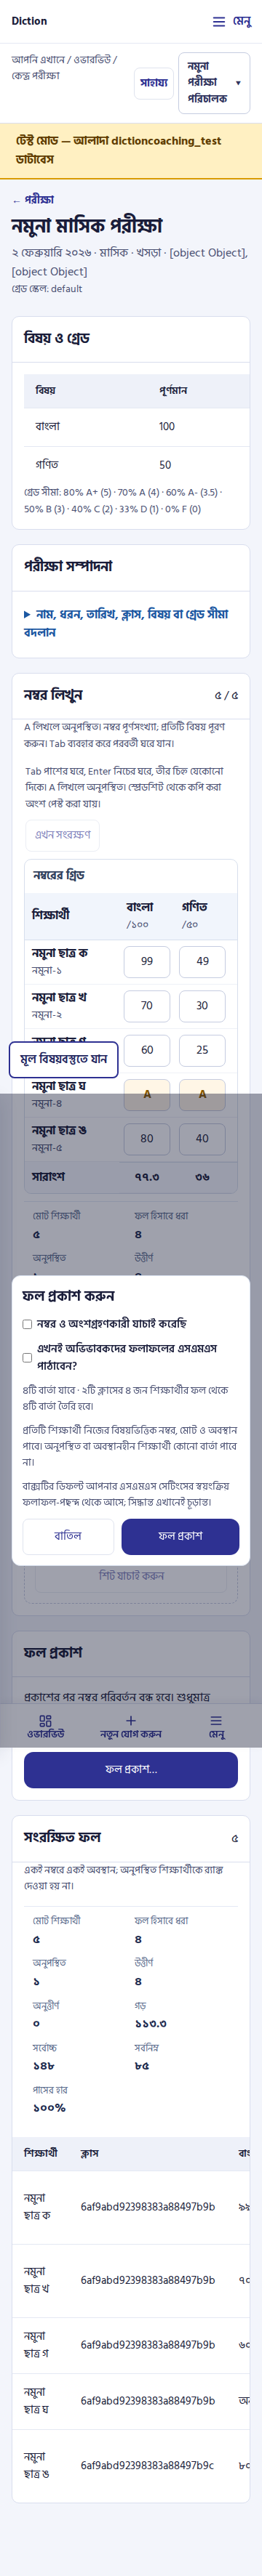 Diction
মেনু
আপনি এখানে / ওভারভিউ /
কেন্দ্র পরীক্ষা
সাহায্য
নমুনা
পরীক্ষা
পরিচালক
টেস্ট মোড — আলাদা dictioncoaching_test
ডাটাবেস
← পরীক্ষা
নমুনা মাসিক পরীক্ষা
২ ফেব্রুয়ারি ২০২৬ · মাসিক · খসড়া · [object Object],
[object Object]
গ্রেড স্কেল: default
বিষয় ও গ্রেড
বিষয় পূর্ণমান
বাংলা 100
গণিত 50
গ্রেড সীমা: 80% A+ (5) · 70% A (4) · 60% A- (3.5) ·
50% B (3) · 40% C (2) · 33% D (1) · 0% F (0)
পরীক্ষা সম্পাদনা
▶ নাম, ধরন, তারিখ, ক্লাস, বিষয় বা গ্রেড সীমা
বদলান
নম্বর লিখুন ৫ / ৫
A লিখলে অনুপস্থিত। নম্বর পূর্ণসংখ্যা; প্রতিটি বিষয় পূরণ
করুন। Tab ব্যবহার করে পরবর্তী ঘরে যান।
Tab পাশের ঘরে, Enter নিচের ঘরে, তীর চিহ্ন যেকোনো
দিকে। A লিখলে অনুপস্থিত। স্প্রেডশিট থেকে কপি করা
অংশ পেস্ট করা যায়।
এখন সংরক্ষণ
নম্বরের গ্রিড
শিক্ষার্থী বাংলা /১০০ গণিত /৫০
নমুনা ছাত্র ক 99 49
নমুনা-১
নমুনা ছাত্র খ 70 30
নমুনা-২
60 25
মূল বিষয়বস্তুতে যান
নমুনা ছাত্র ঘ A A
নমুনা-৪
নমুনা ছাত্র ঙ 80 40
নমুনা-৫
সারাংশ ৭৭.৩ ৩৬
মোট শিক্ষার্থী ফল হিসাবে ধরা
৫ ৪
অনুপস্থিত উত্তীর্ণ
ফল প্রকাশ করুন
নম্বর ও অংশগ্রহণকারী যাচাই করেছি
এখনই অভিভাবকদের ফলাফলের এসএমএস
পাঠাবেন?
৪টি বার্তা যাবে · ২টি ক্লাসের ৪ জন শিক্ষার্থীর ফল থেকে
৪টি বার্তা তৈরি হবে।
প্রতিটি শিক্ষার্থী নিজের বিষয়ভিত্তিক নম্বর, মোট ও অবস্থান
পাবে। অনুপস্থিত বা অবস্থানহীন শিক্ষার্থী কোনো বার্তা পাবে
না।
বাক্সটির ডিফল্ট আপনার এসএমএস সেটিংসের স্বয়ংক্রিয়
ফলাফল-পছন্দ থেকে আসে; সিদ্ধান্ত এখানেই চূড়ান্ত।
বাতিল ফল প্রকাশ
শিট যাচাই করুন
ফল প্রকাশ
প্রকাশের পর নম্বর পরিবর্তন বন্ধ হবে। শুধুমাত্র
ওভারভিউ নতুন যোগ করুন মেনু
ফল প্রকাশ...
সংরক্ষিত ফল ৫
একই নম্বরে একই অবস্থান; অনুপস্থিত শিক্ষার্থীকে র‍্যাঙ্ক
দেওয়া হয় না।
মোট শিক্ষার্থী ফল হিসাবে ধরা
৫ ৪
অনুপস্থিত উত্তীর্ণ
১ ৪
অনুত্তীর্ণ গড়
০ ১১৩.৩
সর্বোচ্চ সর্বনিম্ন
১৪৮ ৮৫
পাসের হার
১০০%
শিক্ষার্থী ক্লাস
নমুনা
ছাত্র ক 6af9abd92398383a88497b9b
নমুনা
ছাত্র খ 6af9abd92398383a88497b9b
নমুনা
ছাত্র গ 6af9abd92398383a88497b9b
নমুনা
ছাত্র ঘ 6af9abd92398383a88497b9b
নমুনা
ছাত্র ঙ 6af9abd92398383a88497b9c